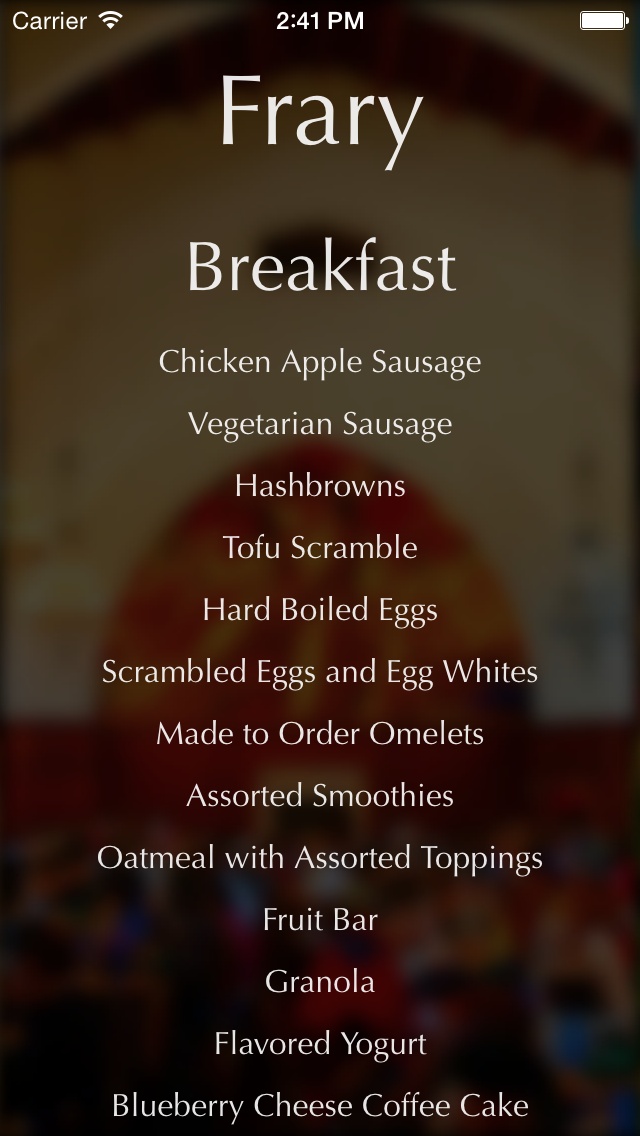 Carrier 2:41 PM
Frary
Breakfast
Chicken Apple Sausage
Vegetarian Sausage
Hashbrowns
Tofu Scramble
Hard Boiled Eggs
Scrambled Eggs and Egg Whites
Made to Order Omelets
Assorted Smoothies
Oatmeal with Assorted Toppings
Fruit Bar
Granola
Flavored Yogurt
Blueberry Cheese Coffee Cake